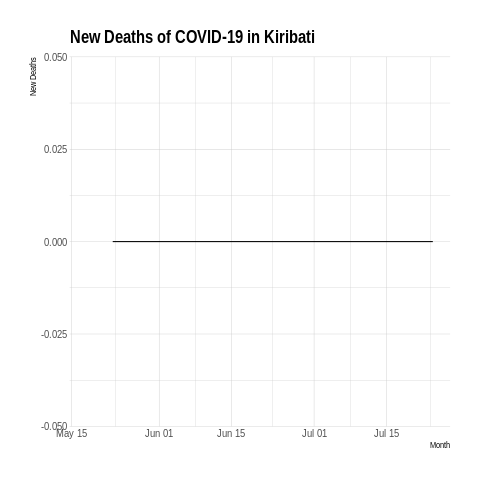 New Deaths of COVID-19 in Kiribati
New Deaths
0.050
0.025
0.000
-0.025
-0.050
May 15 Jun 01 Jun 15 Jul 01 Jul 15
Month